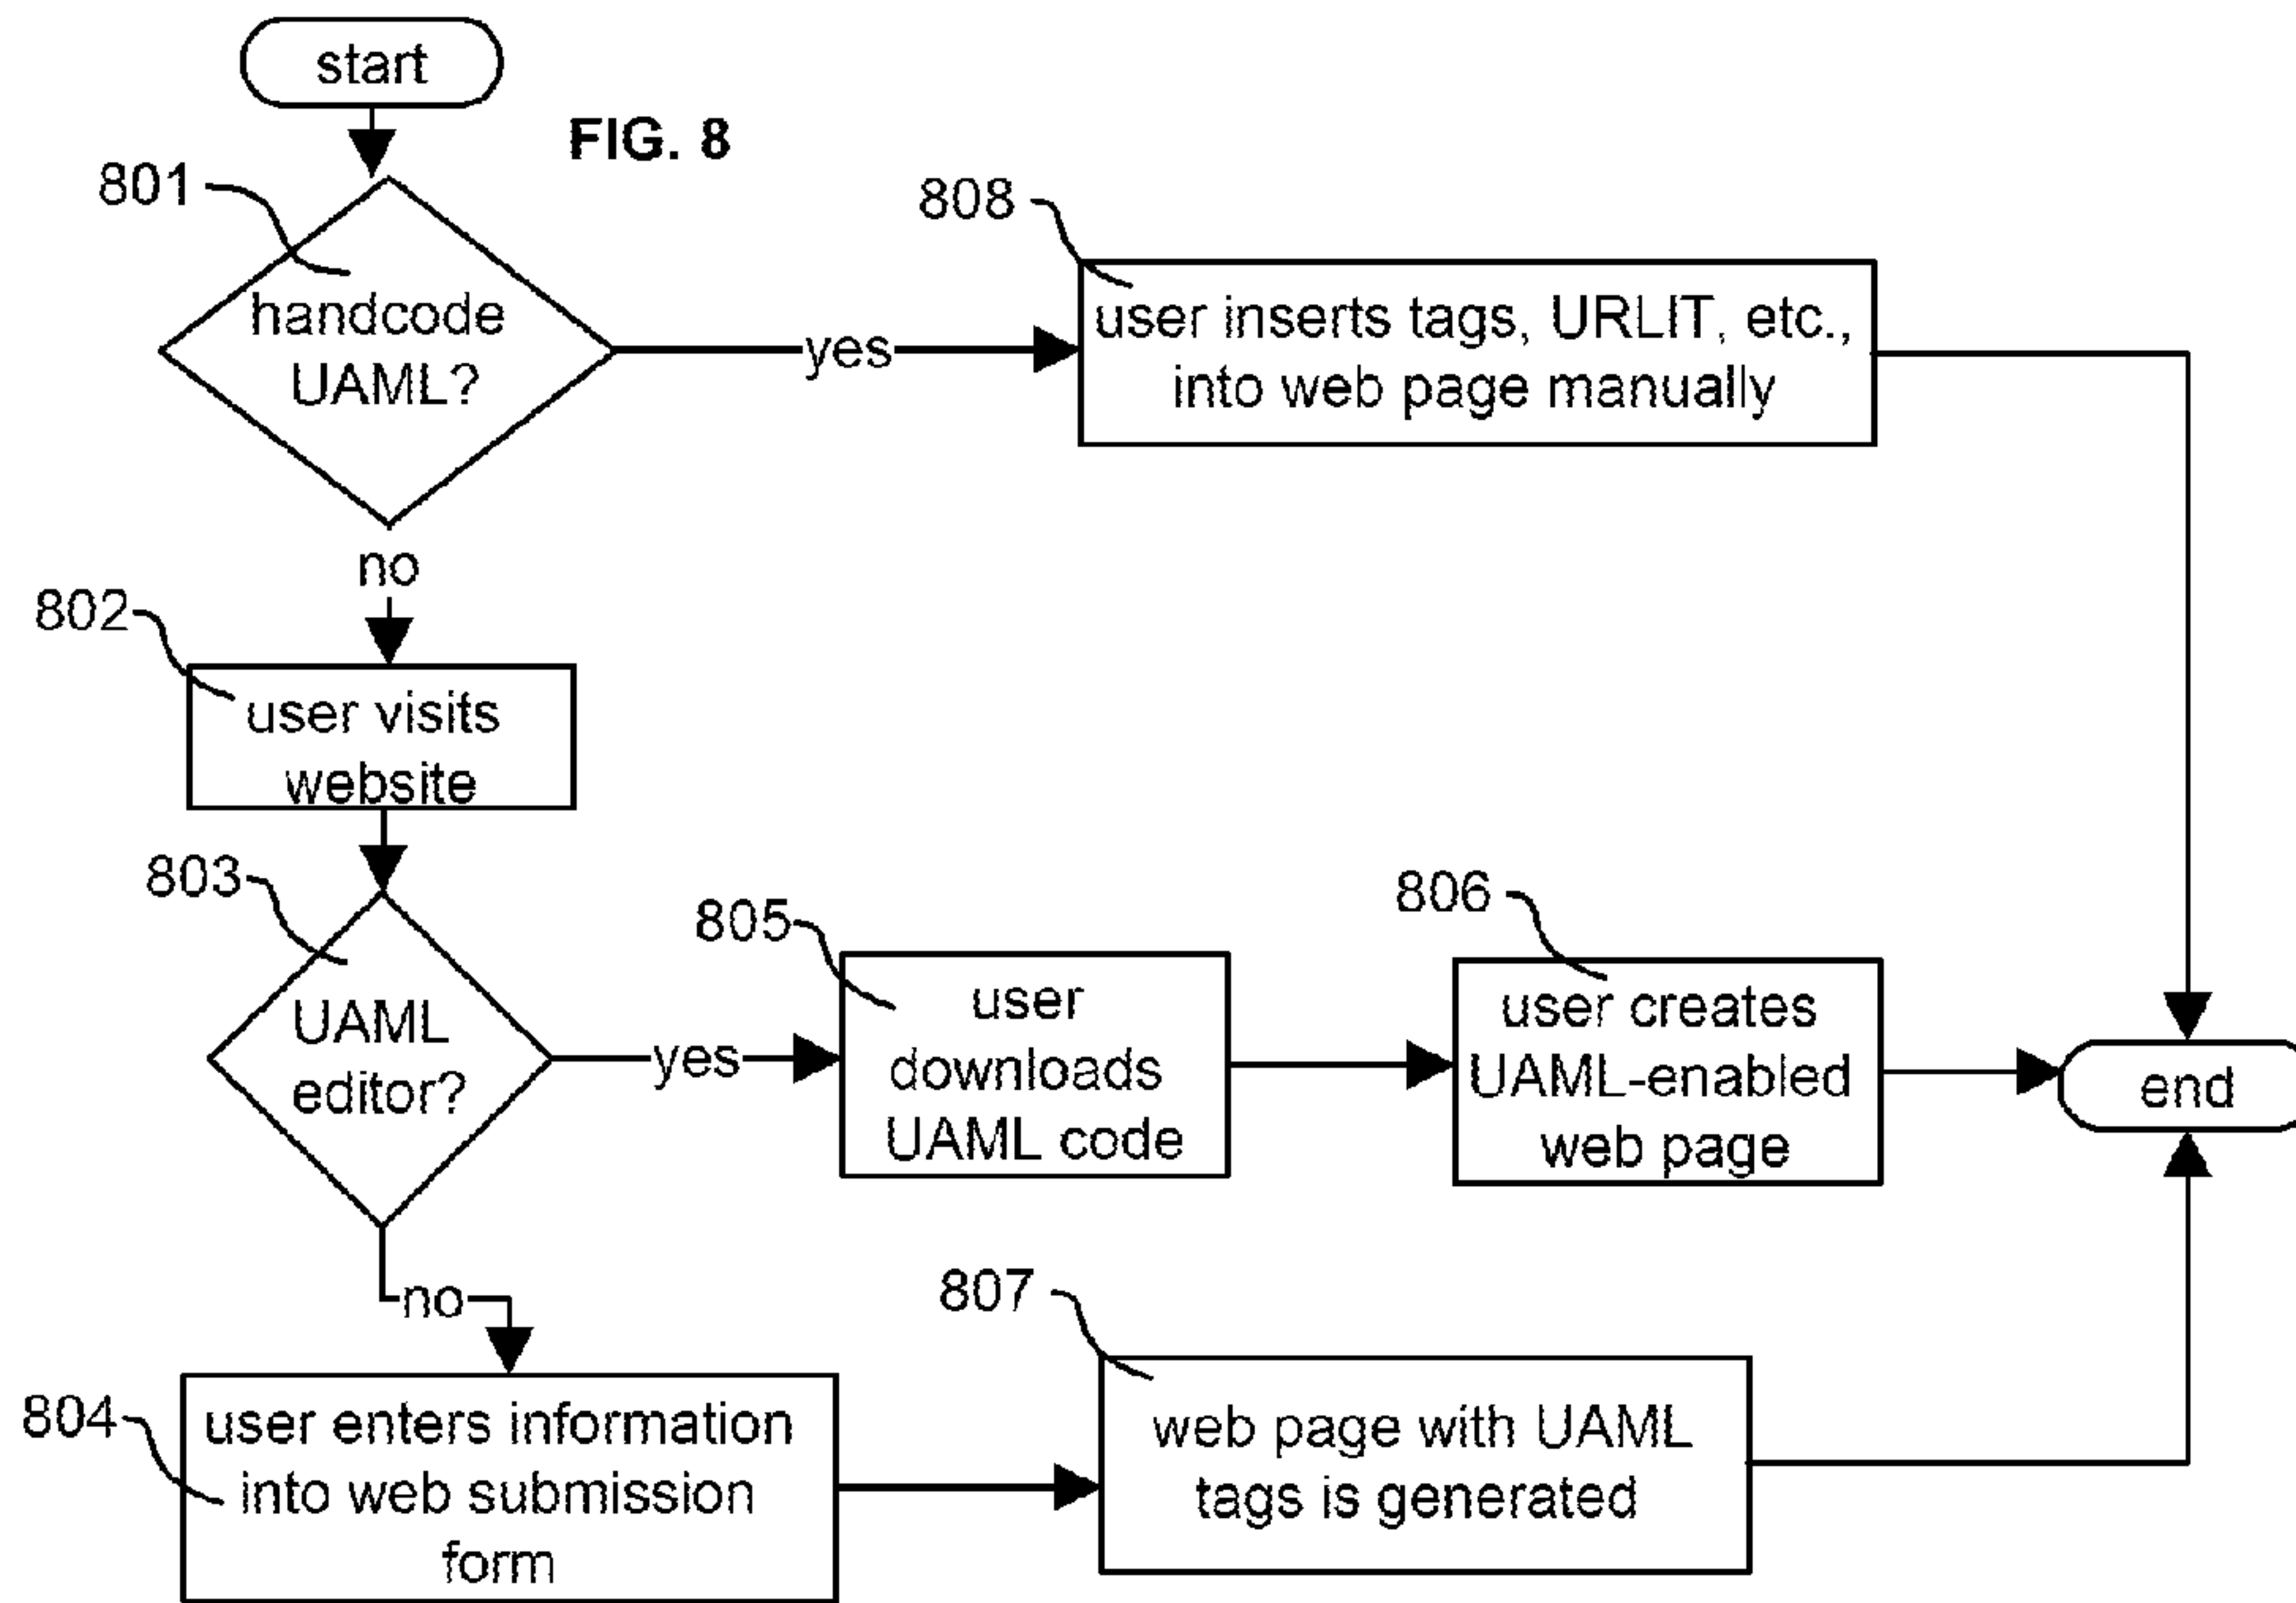 start
FIG. 8
801
handcode
UAML?
yes
808
user inserts tags, URLIT, etc.,
into web page manually
no
802
user visits
website
803
UAML
editor?
yes
805
user
downloads
UAML code
806
user creates
UAML-enabled
web page
end
no
804
user enters information
into web submission
form
807
web page with UAML
tags is generated